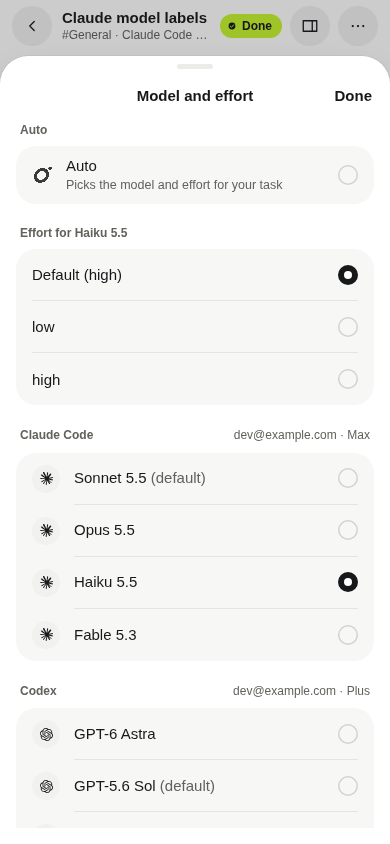 Claude model labels
#General · Claude Code ...
Done
Model and effort
Done
Auto
Auto
Picks the model and effort for your task
Effort for Haiku 5.5
Default (high)
low
high
Claude Code
dev@example.com · Max
Sonnet 5.5 (default)
Opus 5.5
Haiku 5.5
Fable 5.3
Codex
dev@example.com · Plus
GPT-6 Astra
GPT-5.6 Sol (default)